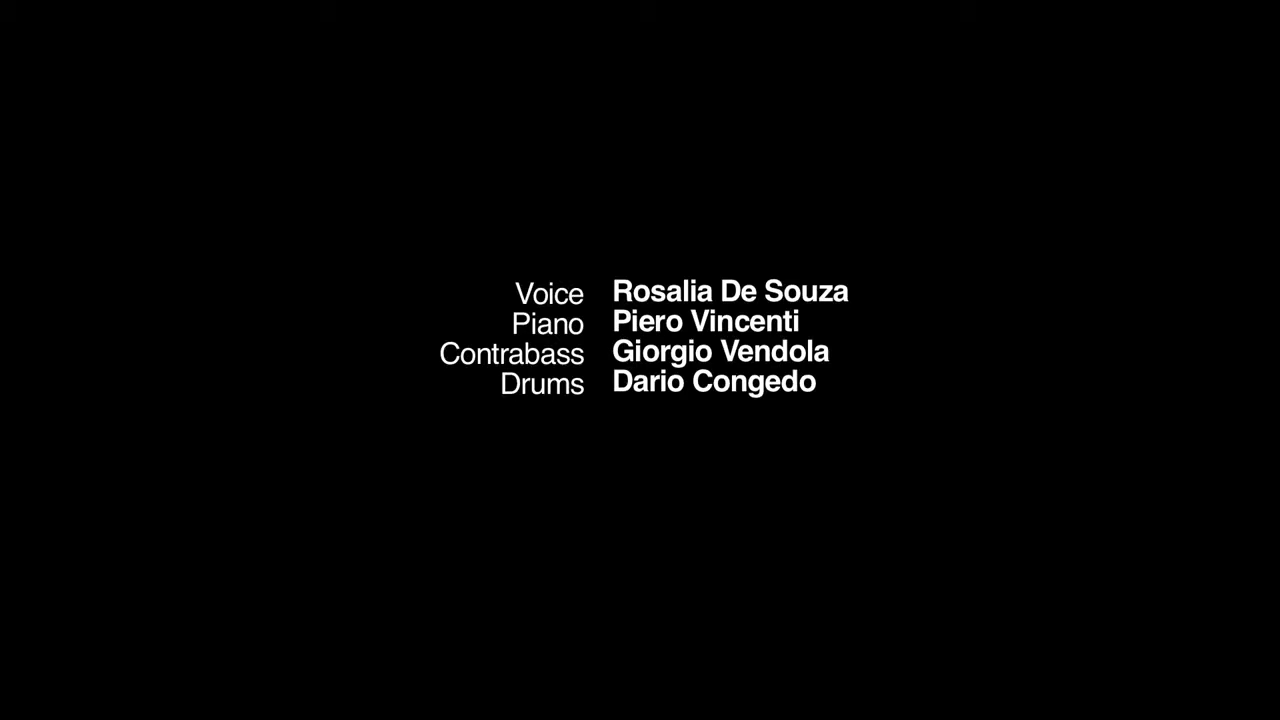 Voice Rosalia De Souza
Piano Piero Vincenti
Contrabass Giorgio Vendola
Drums Dario Congedo